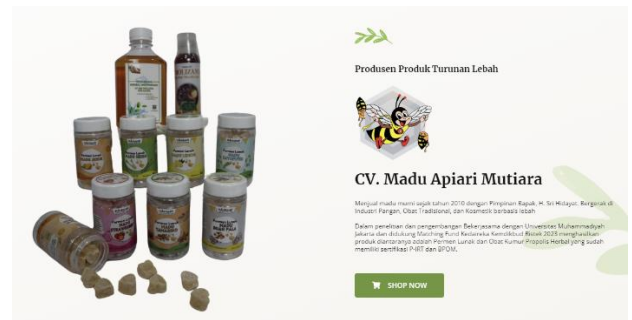 Produsen Produk Turunan Lebah
CV. Madu Apiari Mutiara
Menjual madu murni sejak tahun 2010 dengan Pimpinan Bapak. H. Sri Hidayat. Bergerak di
Industri Pangan, Obat Tradisional, dan Kosmetik berbasis lebah
Dalam penelitian dan pengembangan Bekerjasama dengan Universitas Muhammadiyah
Jakarta dan didukung Matching Fund Kedaireka Kemdikbud Ristek 2023 menghasilkan
produk diantaranya adalah Permen Lunak dan Obat Kumur Propolis Herbal yang sudah
memiliki sertifikasi P-IRT dan BPOM.
SHOP NOW